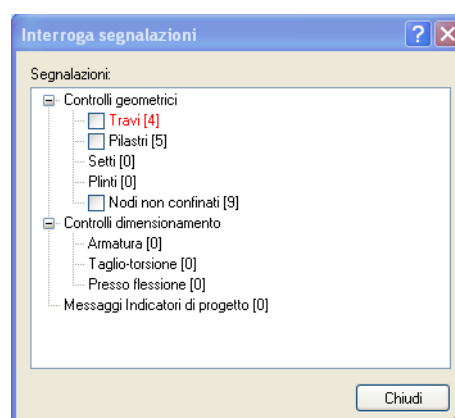 Interroga segnalazioni
Segnalazioni:
Controlli geometrici
Travi [4]
Pilastri [5]
Setti [0]
Plinti [0]
Nodi non confinati [9]
Controlli dimensionamento
Armatura [0]
Taglio-torsione [0]
Presso flessione [0]
Messaggi Indicatori di progetto [0]
Chiudi